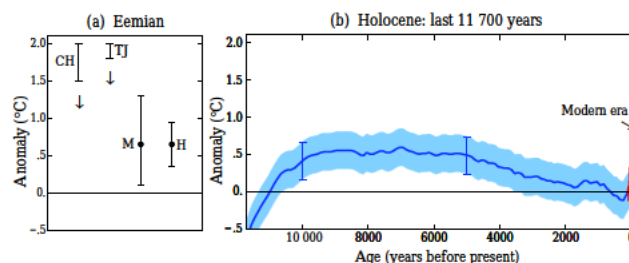 (a) Eemian
Anomaly (°C)
2.0
1.5
1.0
.5
0.
-.5
CH
TJ
M
H
(b) Holocene: last 11 700 years
Anomaly (°C)
2.0
1.5
1.0
.5
0.
-.5
Modern era
10 000
8000
6000
4000
2000
0
Age (years before present)